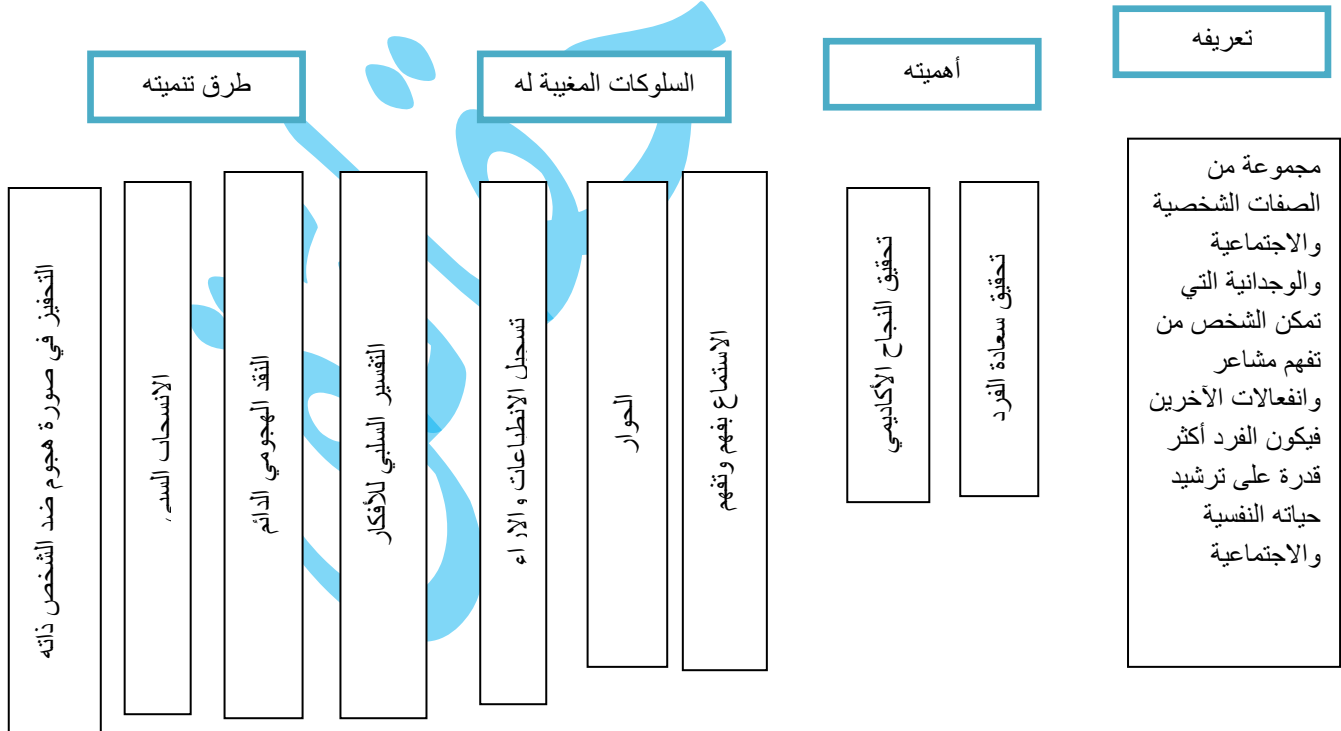 تعريفه
أهميته
السلوكات المغيبة له
طرق تنميته
مجموعة من
الصفات الشخصية
والاجتماعية
والوجدانية التي
تمكن الشخص من
تفهم مشاعر
وانفعالات الآخرين
فيكون الفرد أكثر
قدرة على ترشيد
حياته النفسية
والاجتماعية
تحقيق سعادة الفرد
تحقيق النجاح الأكاديمي
الاستماع بفهم وتفهم
الحوار
تسجيل الانطباعات والاراء
التفسير السلبي للأفكار
النقد الهجومي الدائم
الانسحاب
التحفيز في صورة هجوم ضد الشخص ذاته